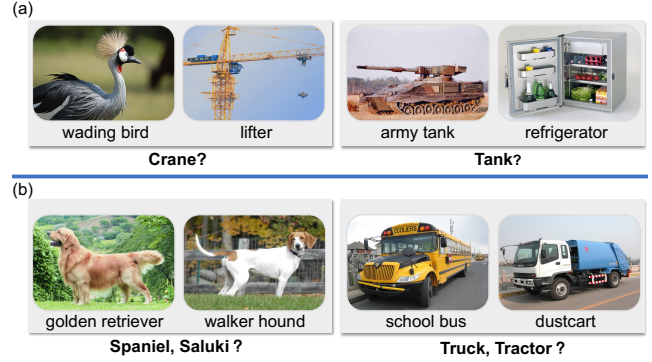 (a)
wading bird lifter army tank refrigerator
Crane? Tank?
(b)
ECOLIERS
golden retriever walker hound school bus dustcart
Spaniel, Saluki ? Truck, Tractor ?